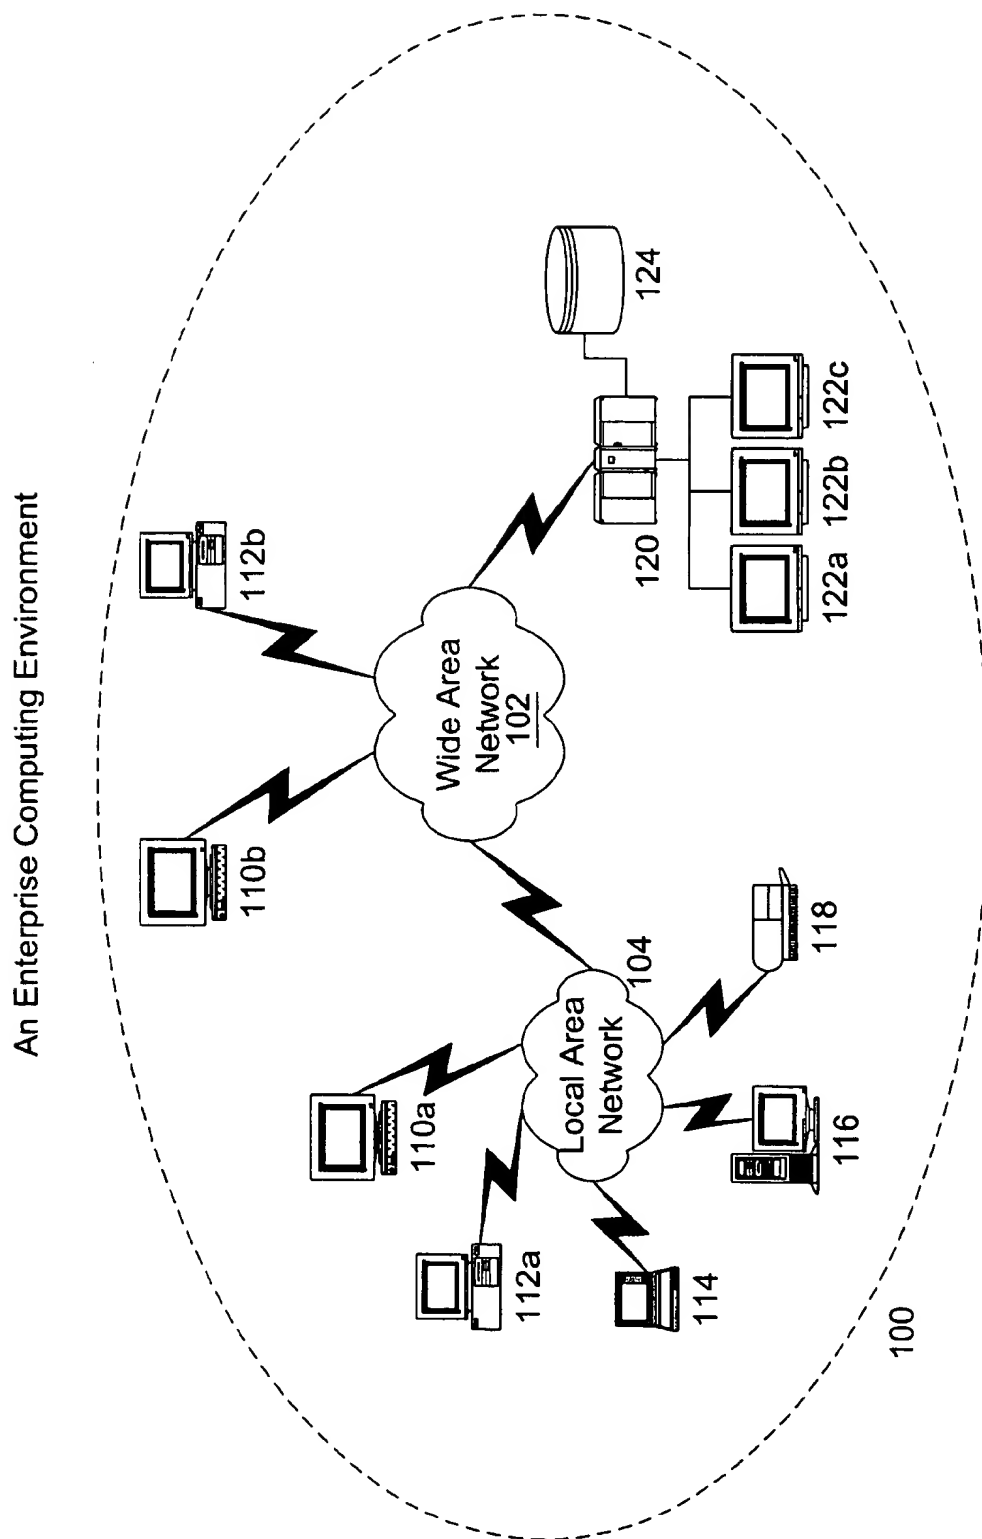 An Enterprise Computing Environment
112b
110b
124
Wide Area
Network
102
120
122a
122b
122c
110a
112a
104
Local Area
Network
118
114
116
100